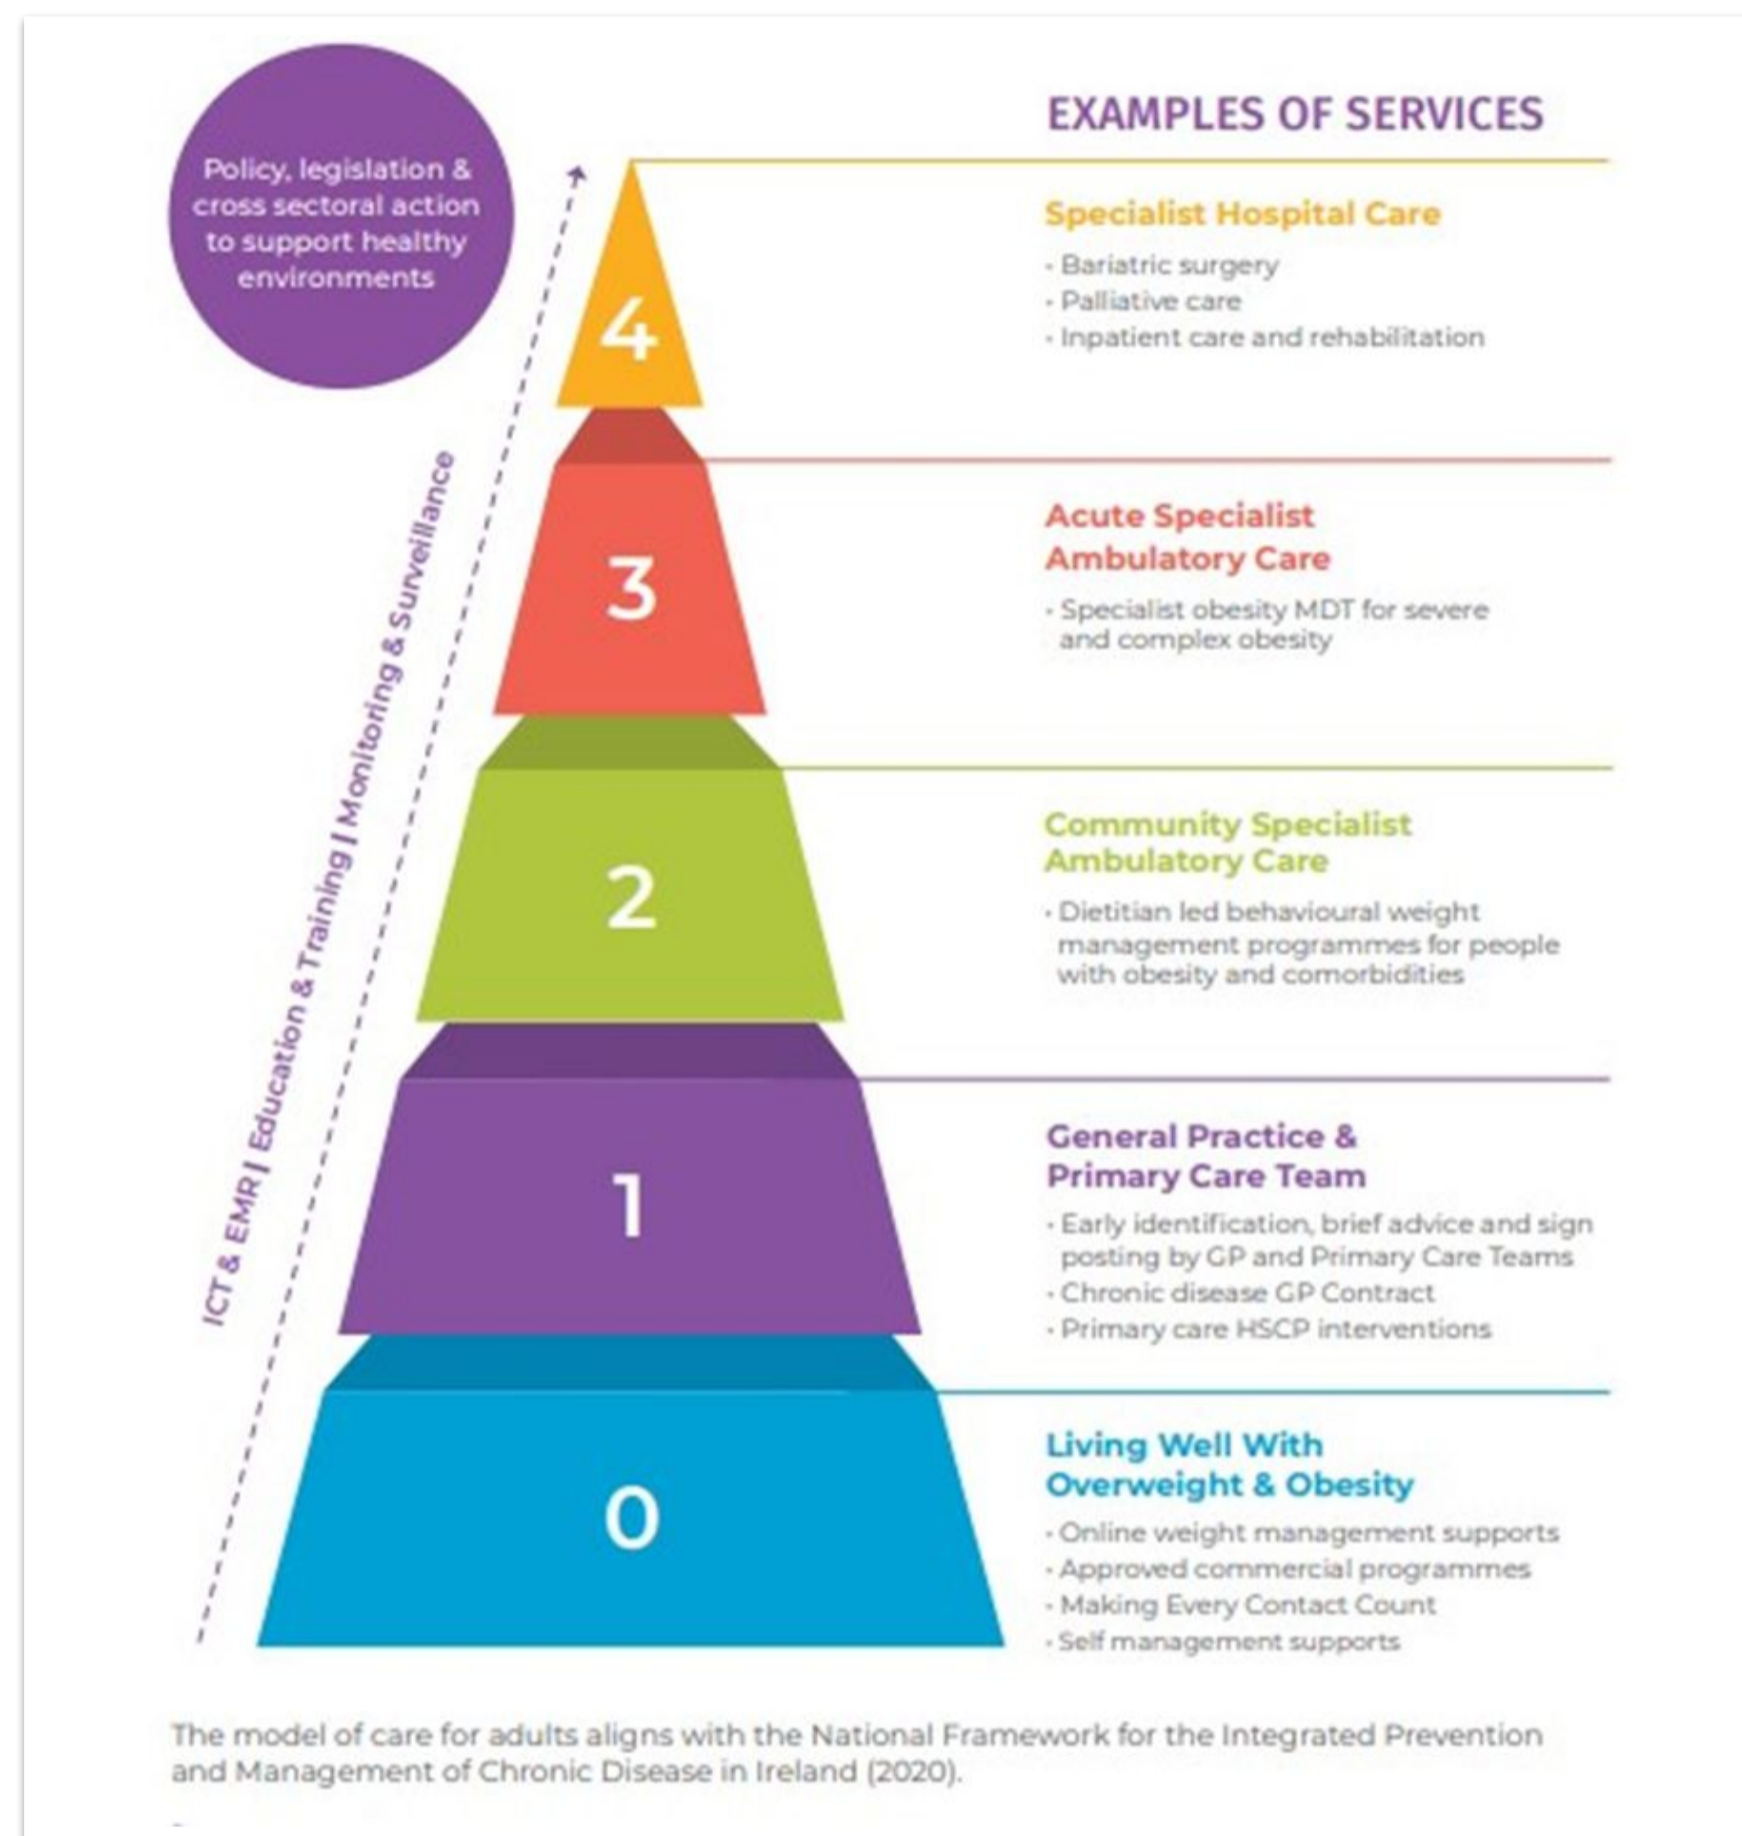 Policy, legislation &
cross sectoral action
to support healthy
environments
ICT & EMR | Education & Training | Monitoring & Surveillance
EXAMPLES OF SERVICES
4
Specialist Hospital Care
- Bariatric surgery
- Palliative care
- Inpatient care and rehabilitation
3
Acute Specialist
Ambulatory Care
- Specialist obesity MDT for severe
and complex obesity
2
Community Specialist
Ambulatory Care
- Dietitian led behavioural weight
management programmes for people
with obesity and comorbidities
1
General Practice &
Primary Care Team
- Early identification, brief advice and sign
posting by GP and Primary Care Teams
- Chronic disease GP Contract
- Primary care HSCP interventions
0
Living Well With
Overweight & Obesity
- Online weight management supports
- Approved commercial programmes
- Making Every Contact Count
- Self management supports
The model of care for adults aligns with the National Framework for the Integrated Prevention
and Management of Chronic Disease in Ireland (2020).